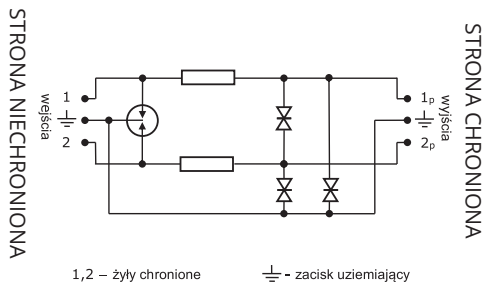 STRONA NIECHRONIONA
wejścia
1
2
1p
2p
wyjścia
STRONA CHRONIONA
1,2 – żyły chronione
- zacisk uziemiający